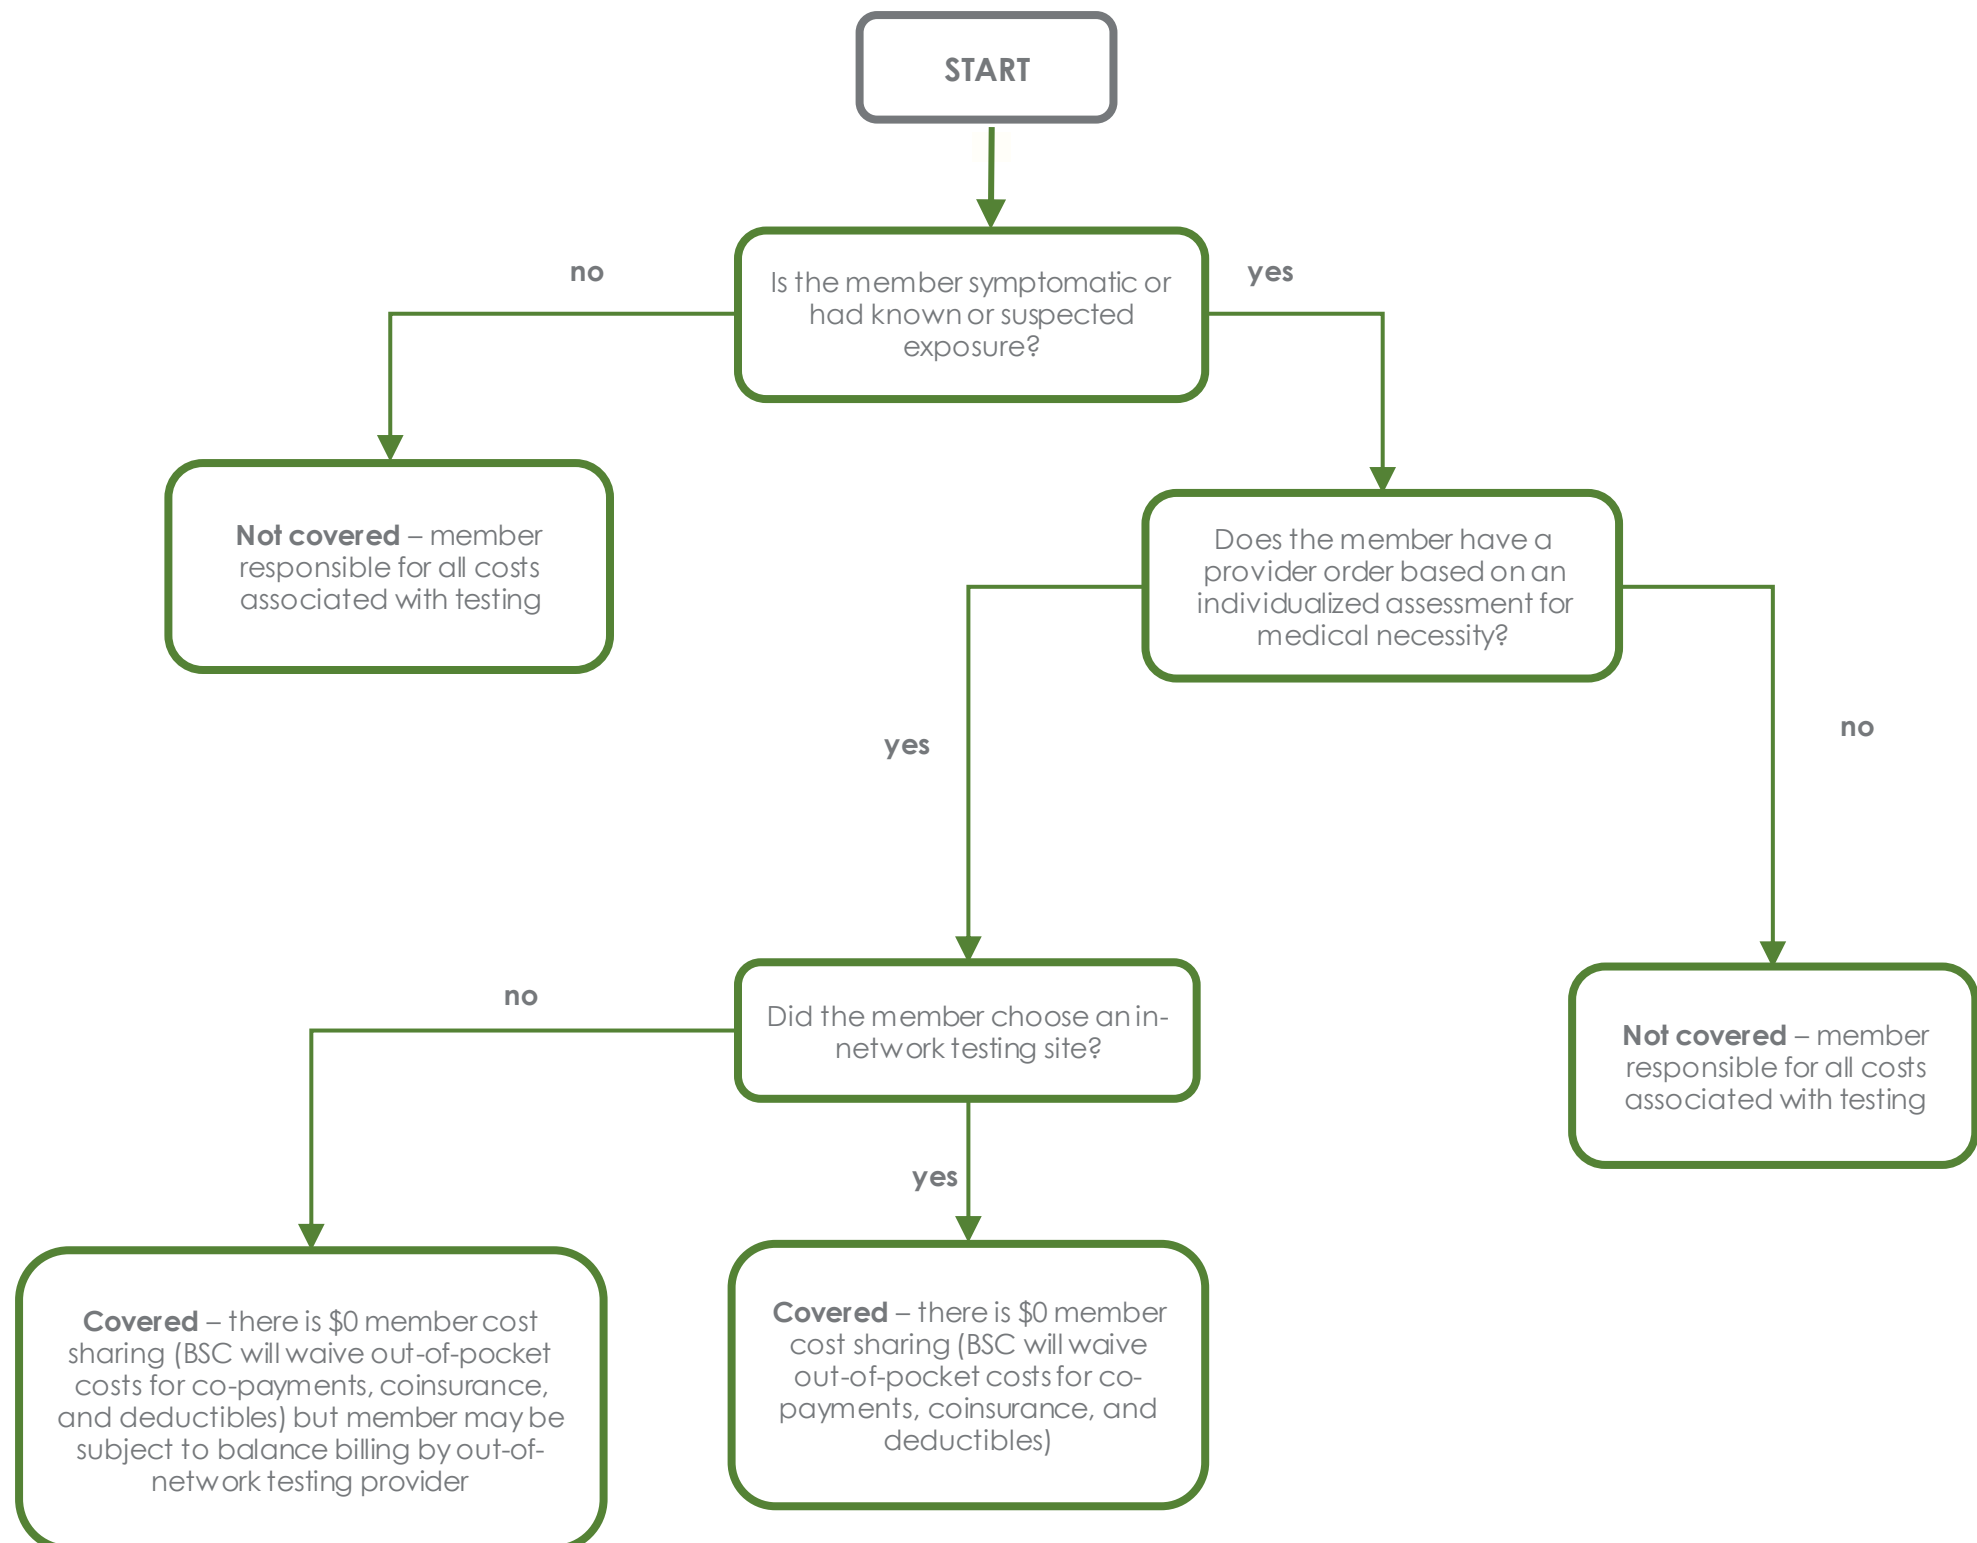 START
no
yes
Is the member symptomatic or
had known or suspected
exposure?
Not covered – member
responsible for all costs
associated with testing
Does the member have a
provider order based on an
individualized assessment for
medical necessity?
yes
no
no
Did the member choose an in-
network testing site?
Not covered – member
responsible for all costs
associated with testing
yes
Covered – there is $0 member cost
sharing (BSC will waive out-of-pocket
costs for co-payments, coinsurance,
and deductibles) but member may be
subject to balance billing by out-of-
network testing provider
Covered – there is $0 member
cost sharing (BSC will waive
out-of-pocket costs for co-
payments, coinsurance, and
deductibles)